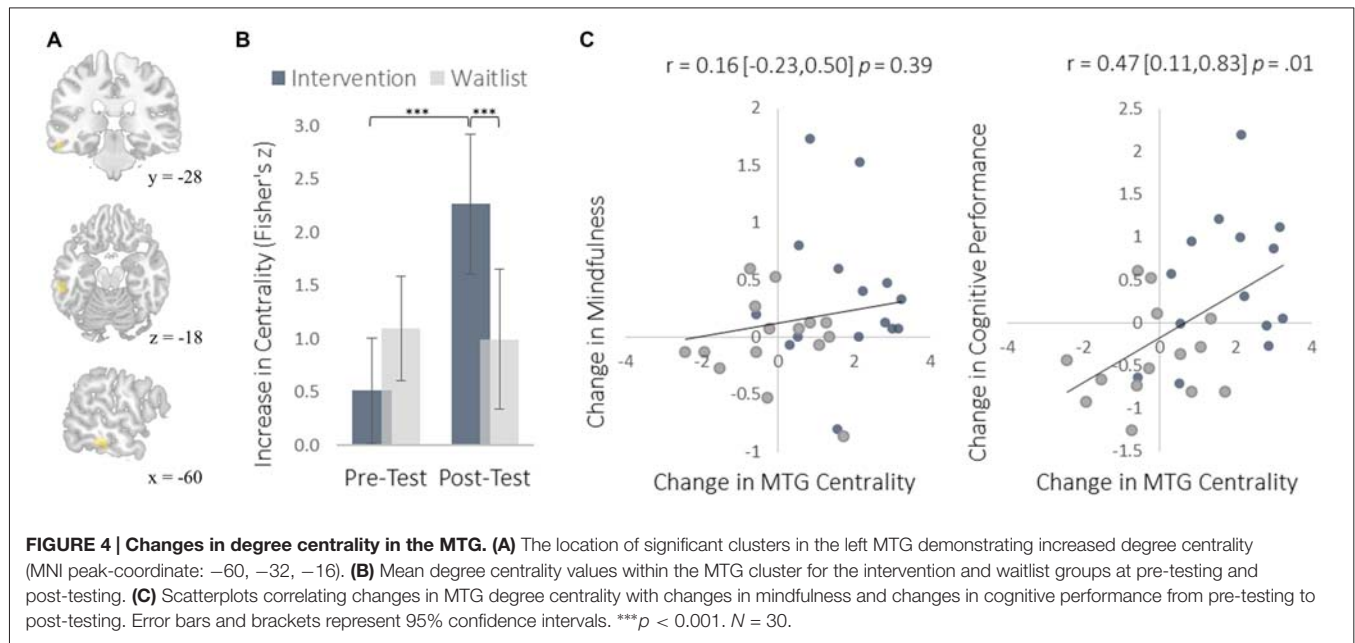 A
y = -28
z = -18
x = -60
B
Intervention Waitlist
*** ***
Increase in Centrality (Fisher's z)
3.0
2.5
2.0
1.5
1.0
0.5
0.0
Pre-Test Post-Test
C
r = 0.16 [-0.23,0.50] p = 0.39
Change in Mindfulness
2
1.5
1
0.5
0
-0.5
-1
-4 -2 0 2 4
Change in MTG Centrality
r = 0.47 [0.11,0.83] p = .01
Change in Cognitive Performance
2.5
2
1.5
1
0.5
0
-0.5
-1
-1.5
-4 -2 0 2 4
Change in MTG Centrality
FIGURE 4 | Changes in degree centrality in the MTG. (A) The location of significant clusters in the left MTG demonstrating increased degree centrality
(MNI peak-coordinate: −60, −32, −16). (B) Mean degree centrality values within the MTG cluster for the intervention and waitlist groups at pre-testing and
post-testing. (C) Scatterplots correlating changes in MTG degree centrality with changes in mindfulness and changes in cognitive performance from pre-testing to
post-testing. Error bars and brackets represent 95% confidence intervals. ***p < 0.001. N = 30.